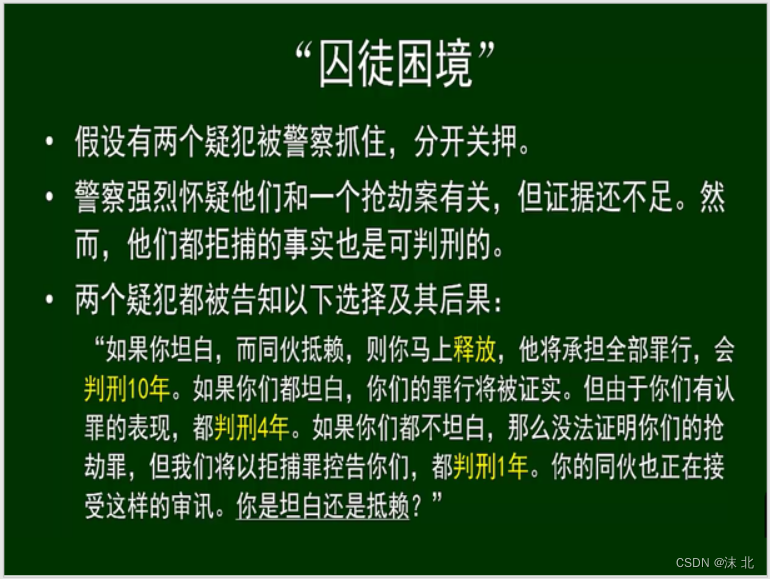 “囚徒困境”
• 假设有两个疑犯被警察抓住，分开关押。
• 警察强烈怀疑他们和一个抢劫案有关，但证据还不足。然
而，他们都拒捕的事实也是可判刑的。
• 两个疑犯都被告知以下选择及其后果：
“如果你坦白，而同伙抵赖，则你马上释放，他将承担全部罪行，会
判刑10年。如果你们都坦白，你们的罪行将被证实。但由于你们有认
罪的表现，都判刑4年。如果你们都不坦白，那么没法证明你们的抢
劫罪，但我们将以拒捕罪控告你们，都判刑1年。你的同伙也正在接
受这样的审讯。你是坦白还是抵赖？”
CSDN @沫 北